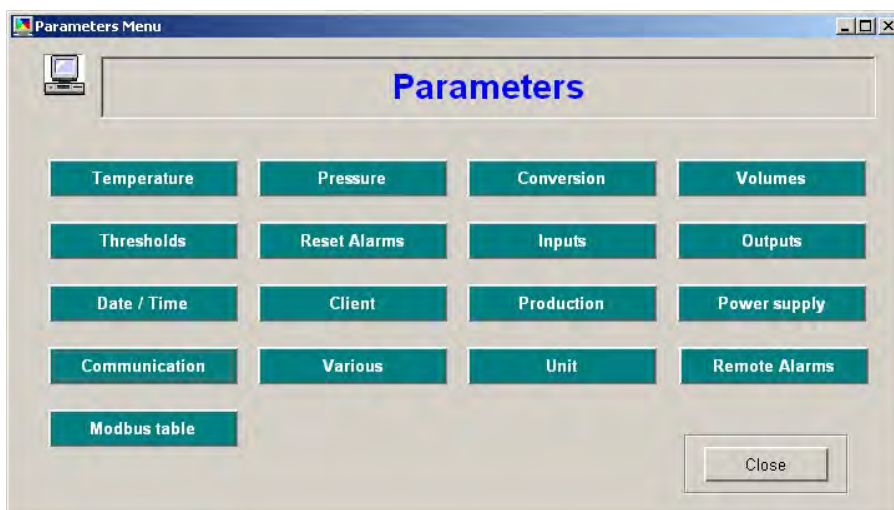 Parameters Menu
Parameters
Temperature Pressure Conversion Volumes
Thresholds Reset Alarms Inputs Outputs
Date / Time Client Production Power supply
Communication Various Unit Remote Alarms
Modbus table
Close